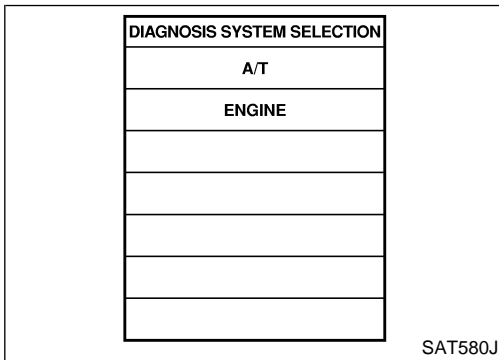 DIAGNOSIS SYSTEM SELECTION
A/T
ENGINE
SAT580J